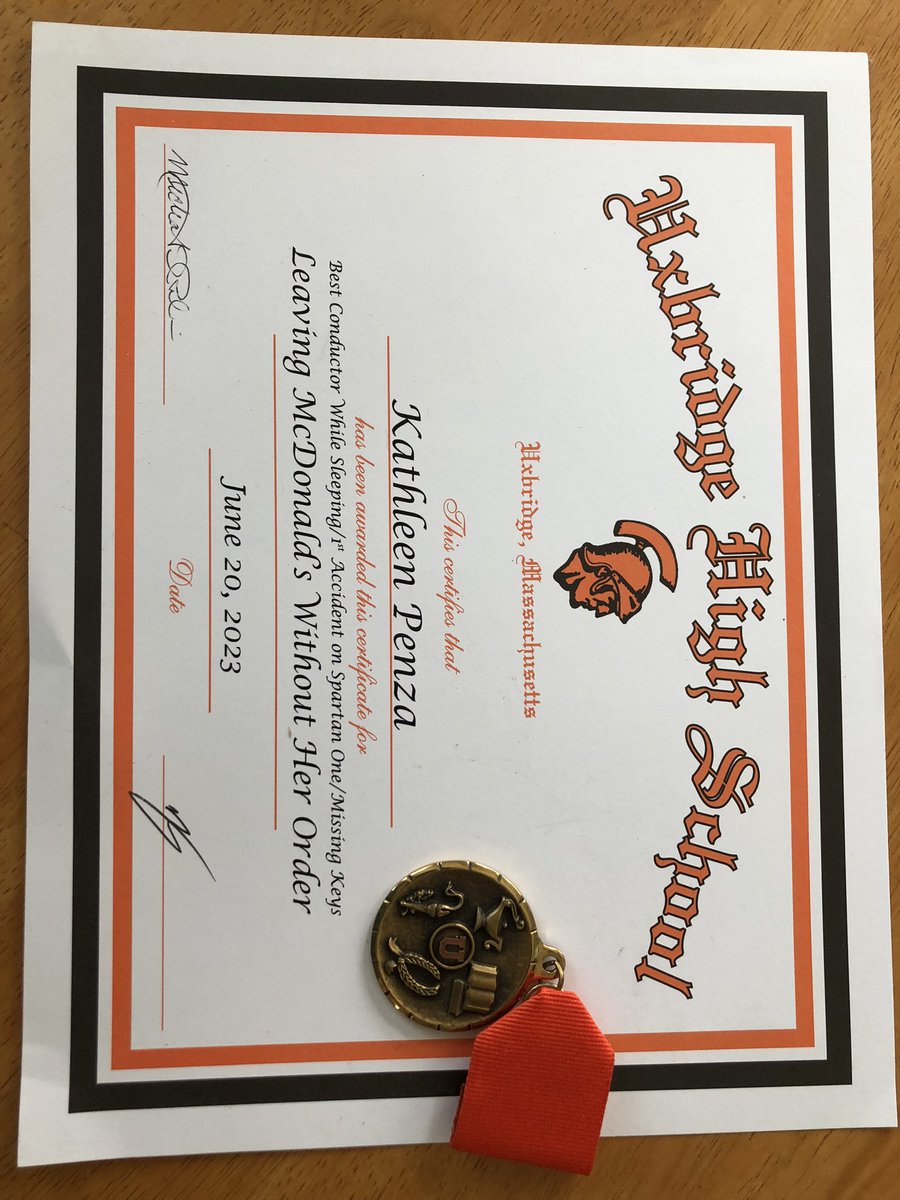 Uxbridge High School
Uxbridge, Massachusetts
This certifies that
Kathleen Penza
has been awarded this certificate for
Best Conductor While Sleeping/1st Accident on Spartan One/Missing Keys
Leaving McDonald's Without Her Order
June 20, 2023
Date
U